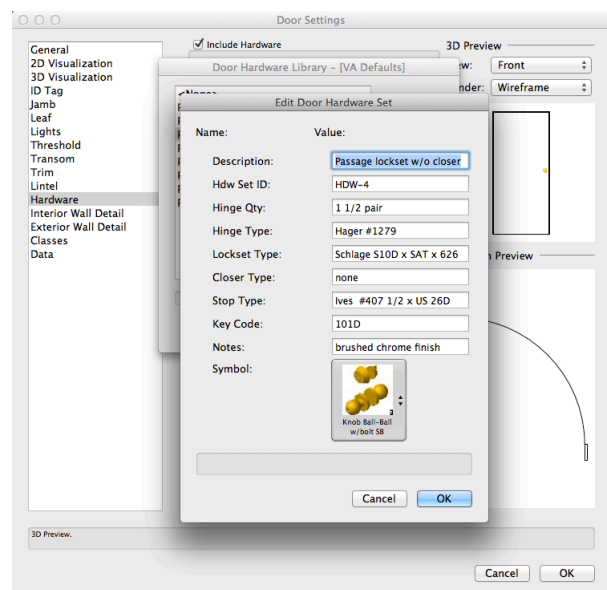 Door Settings
General
2D Visualization
3D Visualization
ID Tag
Jamb
Leaf
Lights
Threshold
Transom
Trim
Lintel
Hardware
Interior Wall Detail
Exterior Wall Detail
Classes
Data
Include Hardware
3D Preview
Front
Wireframe
Preview
Door Hardware Library – [VA Defaults]
Edit Door Hardware Set
Name: Value:
Description: Passage lockset w/o closer
Hdw Set ID: HDW-4
Hinge Qty: 1 1/2 pair
Hinge Type: Hager #1279
Lockset Type: Schlage S10D x SAT x 626
Closer Type: none
Stop Type: Ives #407 1/2 x US 26D
Key Code: 101D
Notes: brushed chrome finish
Symbol:
Knob Ball-Ball
w/bolt SB
Cancel OK
3D Preview.
Cancel OK